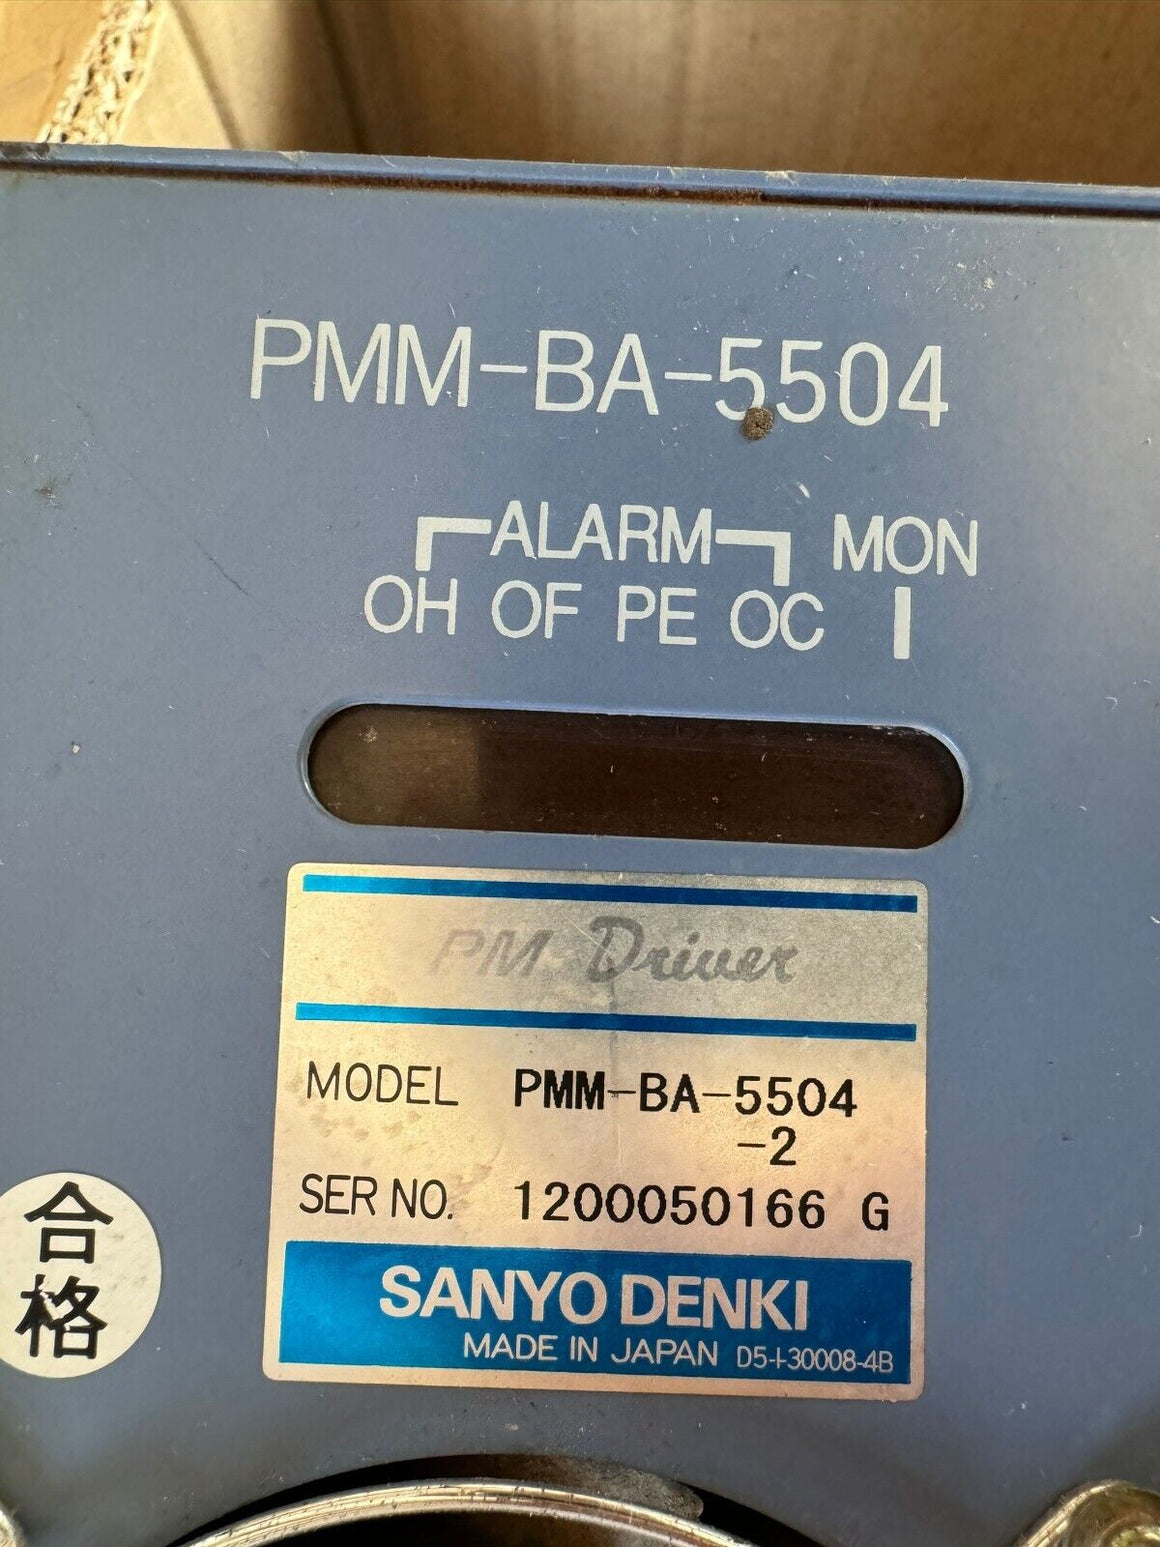 PMM-BA-5504
ALARM MON
OH OF PE OC
PM Driver
MODEL PMM-BA-5504
-2
SER NO. 1200050166 G
合
格
SANYO DENKI
MADE IN JAPAN D5-I-30008-4B